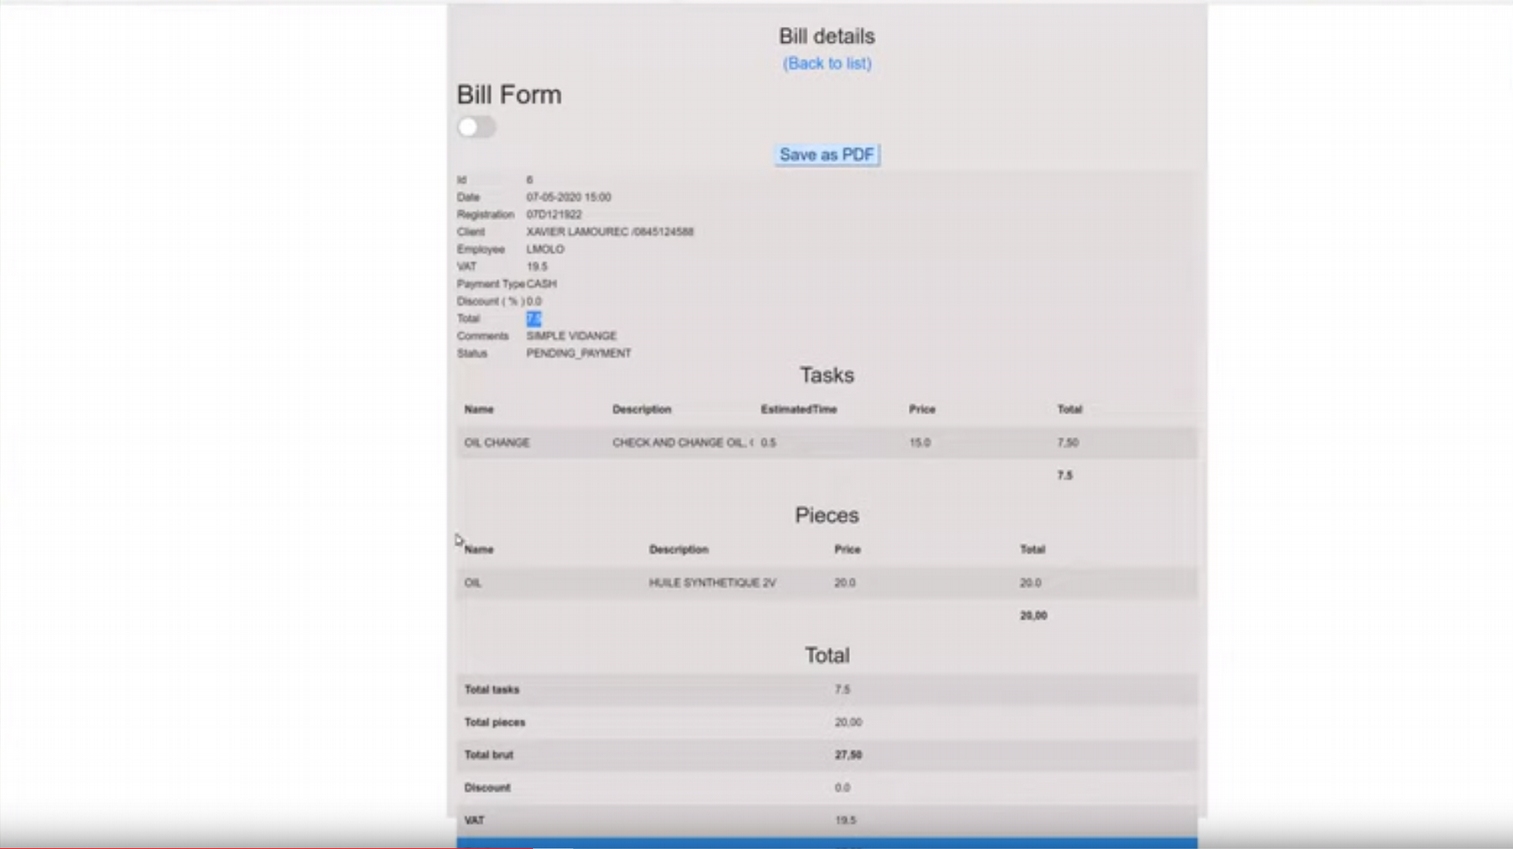 Bill details
(Back to list)
Bill Form
Save as PDF
Id 6
Date 07-05-2020 15:00
Registration 07D121922
Client XAVIER LAMOUREC /0845124588
Employee LMOLO
VAT 19.5
Payment Type CASH
Discount ( % ) 0.0
Total 7.5
Comments SIMPLE VIDANGE
Status PENDING_PAYMENT
Tasks
Name Description EstimatedTime Price Total
OIL CHANGE CHECK AND CHANGE OIL, 0.5 15.0 7,50
7.5
Pieces
Name Description Price Total
OIL HUILE SYNTHETIQUE 2V 20.0 20.0
20,00
Total
Total tasks 7.5
Total pieces 20,00
Total brut 27,50
Discount 0.0
VAT 19.5